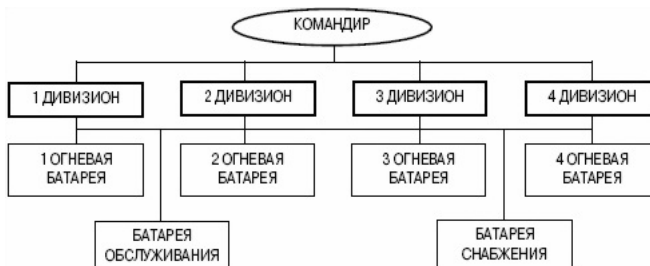 КОМАНДИР
1 ДИВИЗИОН
2 ДИВИЗИОН
3 ДИВИЗИОН
4 ДИВИЗИОН
1 ОГНЕВАЯ
БАТАРЕЯ
2 ОГНЕВАЯ
БАТАРЕЯ
3 ОГНЕВАЯ
БАТАРЕЯ
4 ОГНЕВАЯ
БАТАРЕЯ
БАТАРЕЯ
ОБСЛУЖИВАНИЯ
БАТАРЕЯ
СНАБЖЕНИЯ